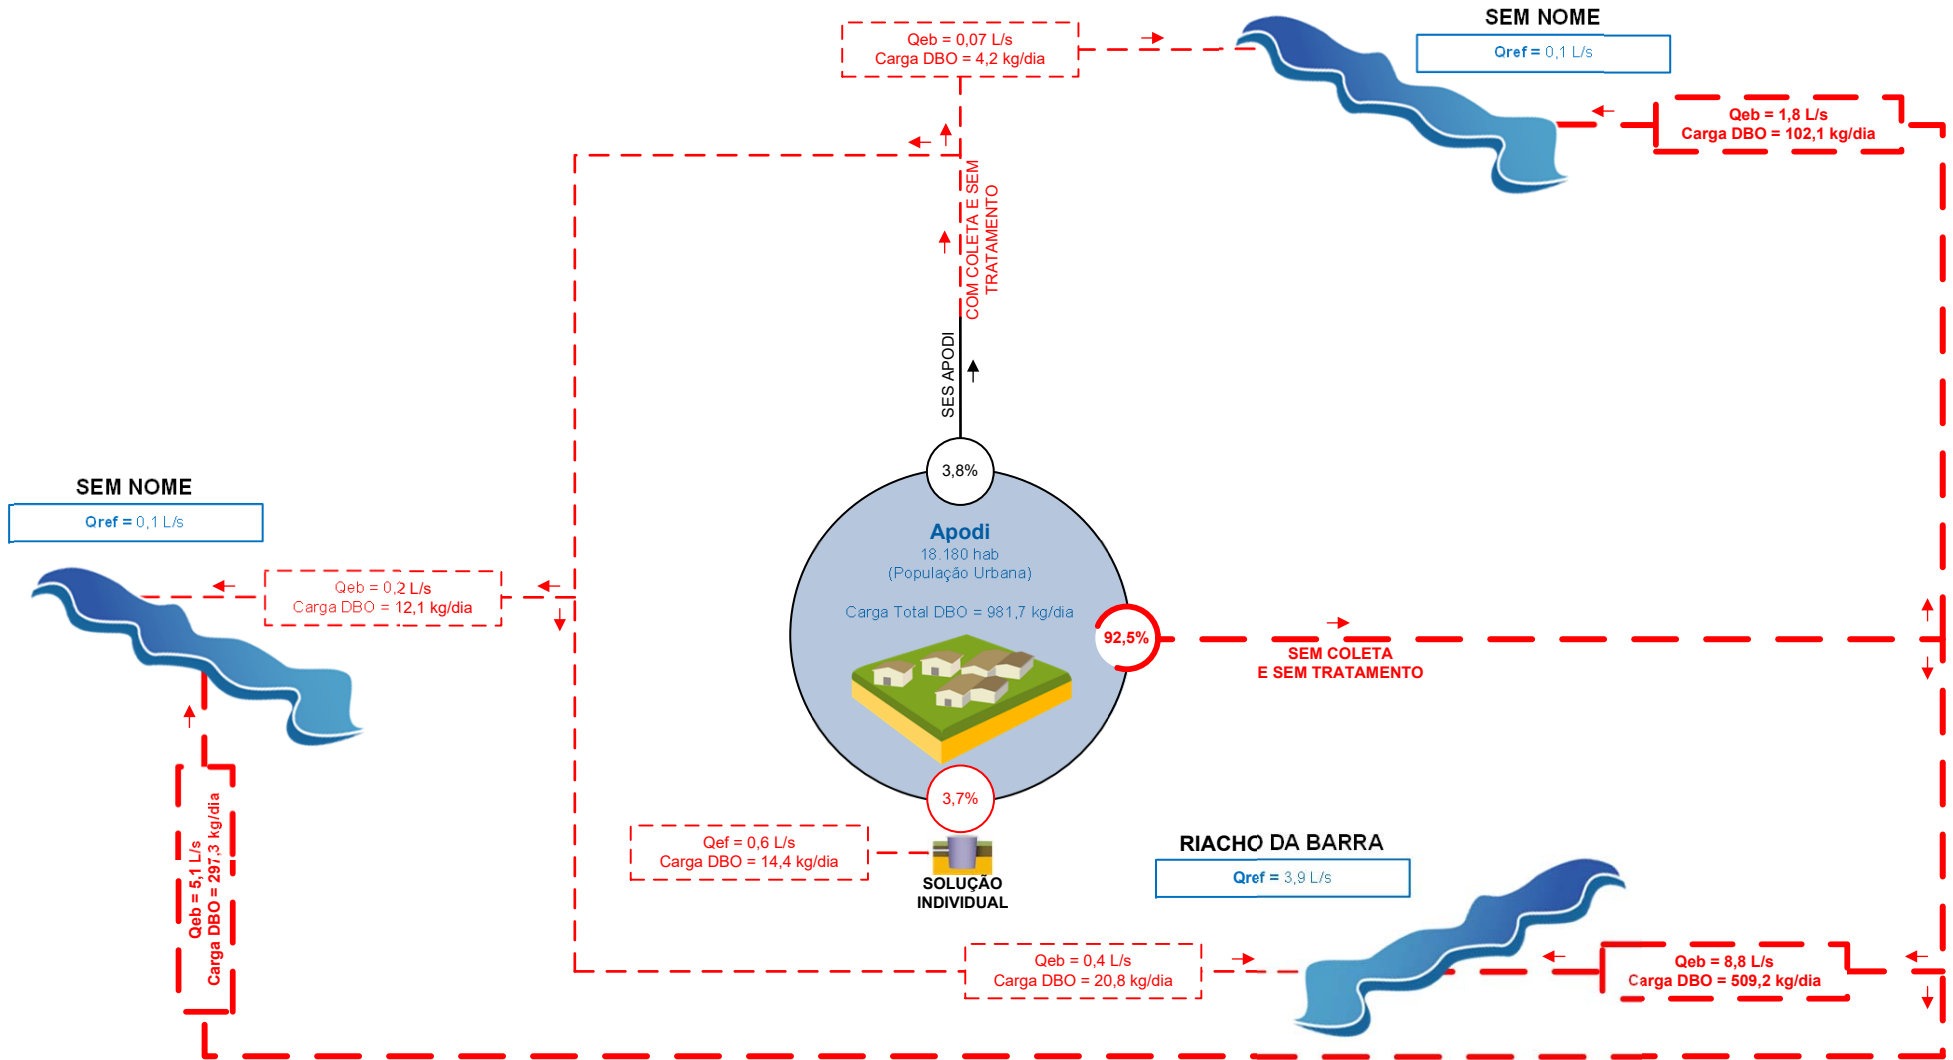 SEM NOME
Qref = 0,1 L/s
Qeb = 0,07 L/s
Carga DBO = 4,2 kg/dia
Qeb = 1,8 L/s
Carga DBO = 102,1 kg/dia
COM COLETA E SEM
TRATAMENTO
SES APODI
3,8%
SEM NOME
Qref = 0,1 L/s
Apodi
18.180 hab
(População Urbana)
Carga Total DBO = 981,7 kg/dia
Qeb = 0,2 L/s
Carga DBO = 12,1 kg/dia
92,5%
SEM COLETA
E SEM TRATAMENTO
3,7%
Qef = 0,6 L/s
Carga DBO = 14,4 kg/dia
SOLUÇÃO
INDIVIDUAL
RIACHO DA BARRA
Qref = 3,9 L/s
Qeb = 5,1 L/s
Carga DBO = 297,3 kg/dia
Qeb = 0,4 L/s
Carga DBO = 20,8 kg/dia
Qeb = 8,8 L/s
Carga DBO = 509,2 kg/dia